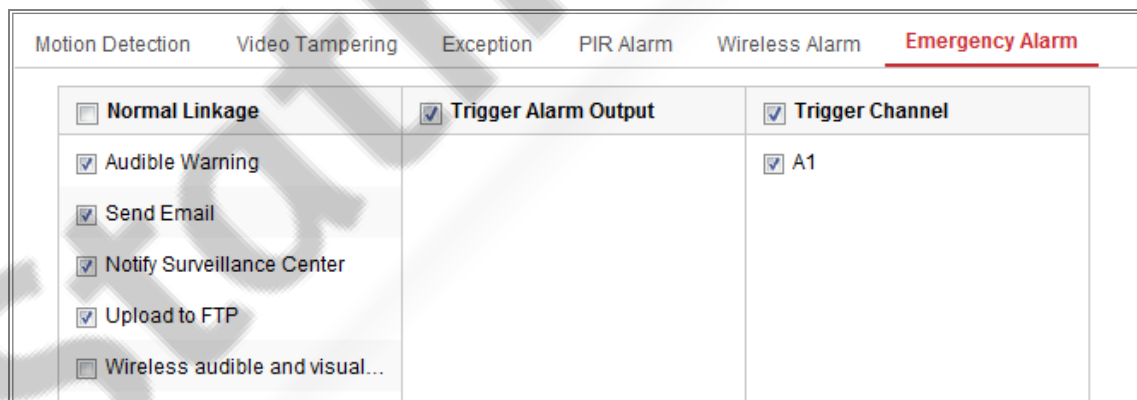 Motion Detection Video Tampering Exception PIR Alarm Wireless Alarm Emergency Alarm
Normal Linkage Trigger Alarm Output Trigger Channel
Audible Warning A1
Send Email
Notify Surveillance Center
Upload to FTP
Wireless audible and visual...